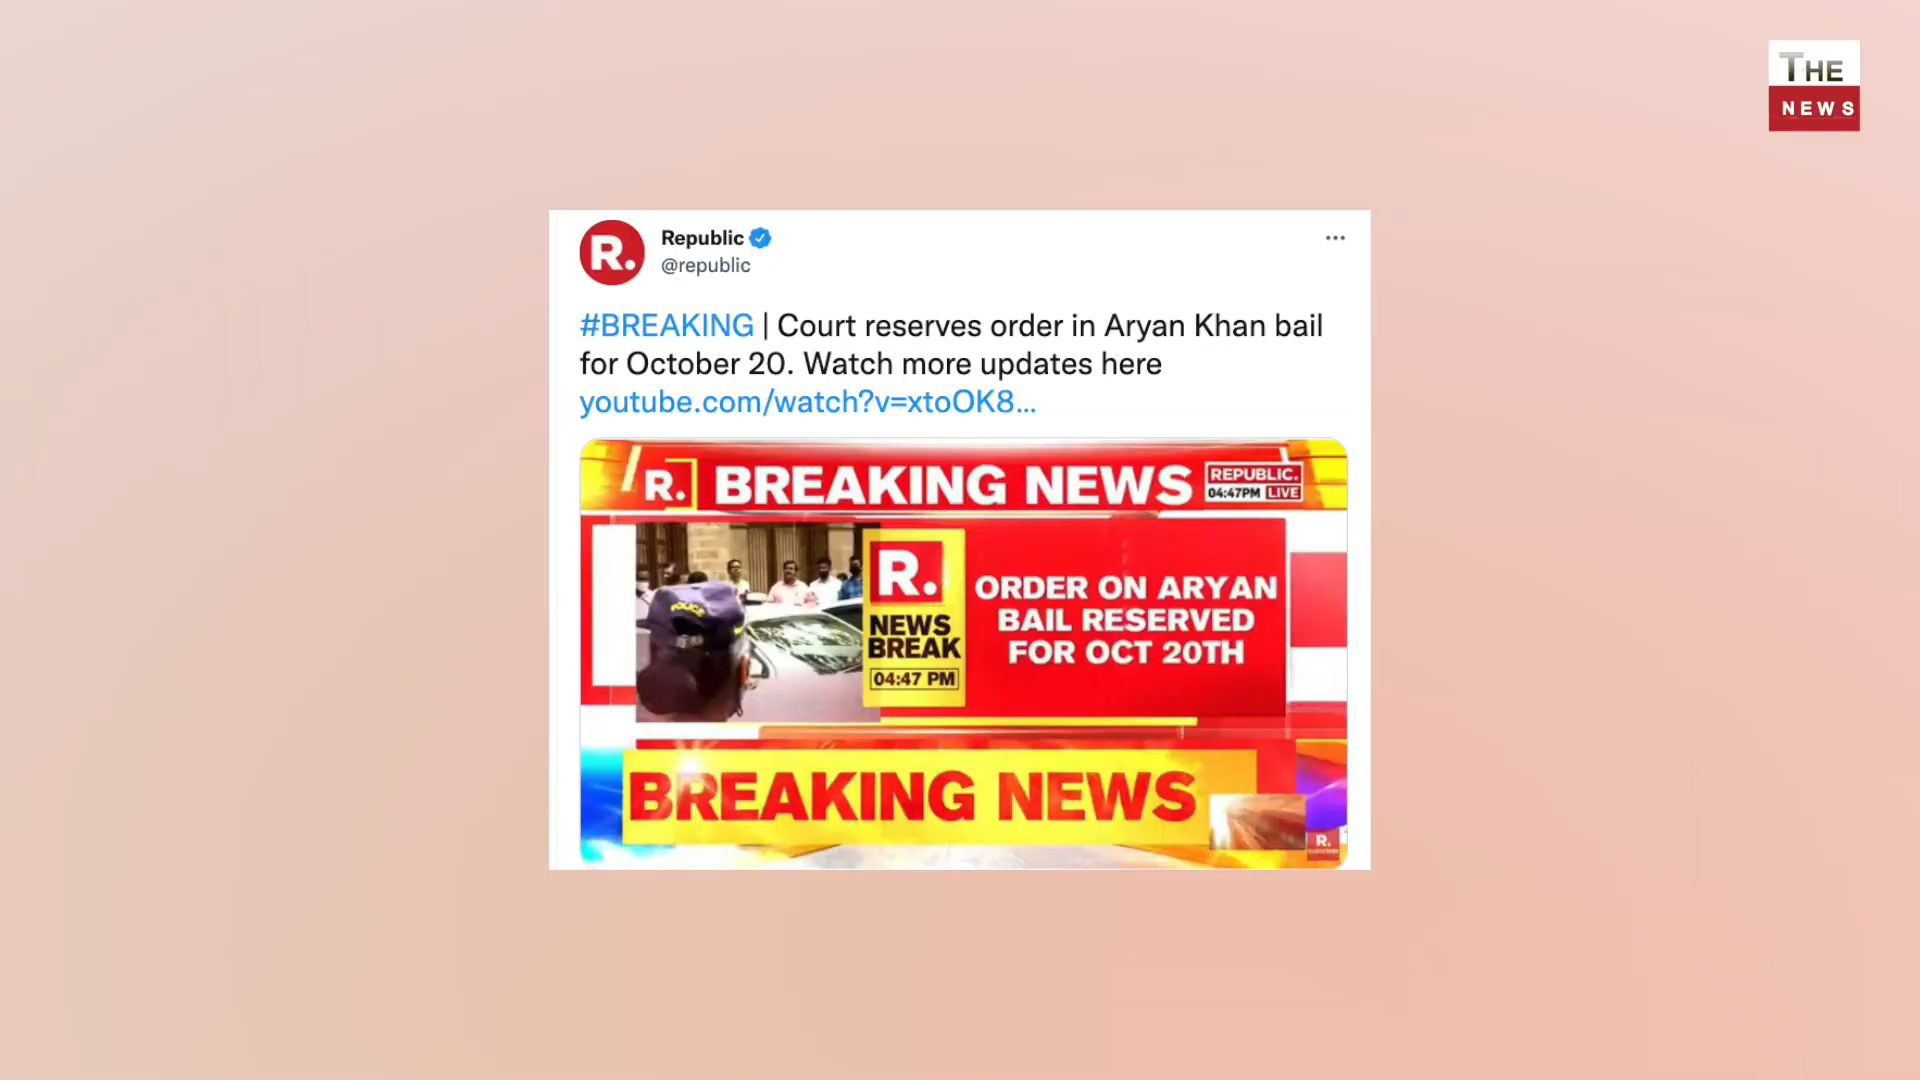 THE
NEWS
R.
Republic
@republic
#BREAKING | Court reserves order in Aryan Khan bail
for October 20. Watch more updates here
youtube.com/watch?v=xtoOK8...
R. BREAKING NEWS
REPUBLIC.
04:47PM LIVE
POLICE
R.
NEWS
BREAK
04:47 PM
ORDER ON ARYAN
BAIL RESERVED
FOR OCT 20TH
BREAKING NEWS
R.